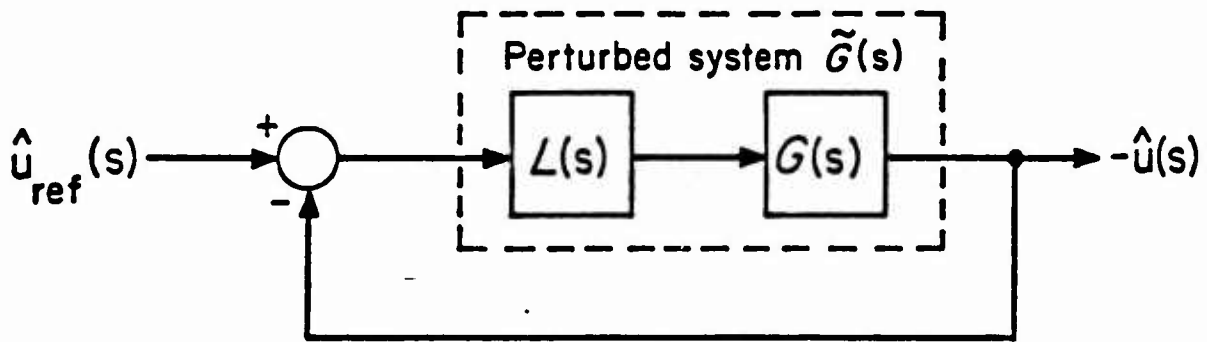 Perturbed system G̃(s)
+
û_ref(s)
L(s)
G(s)
-û(s)
-